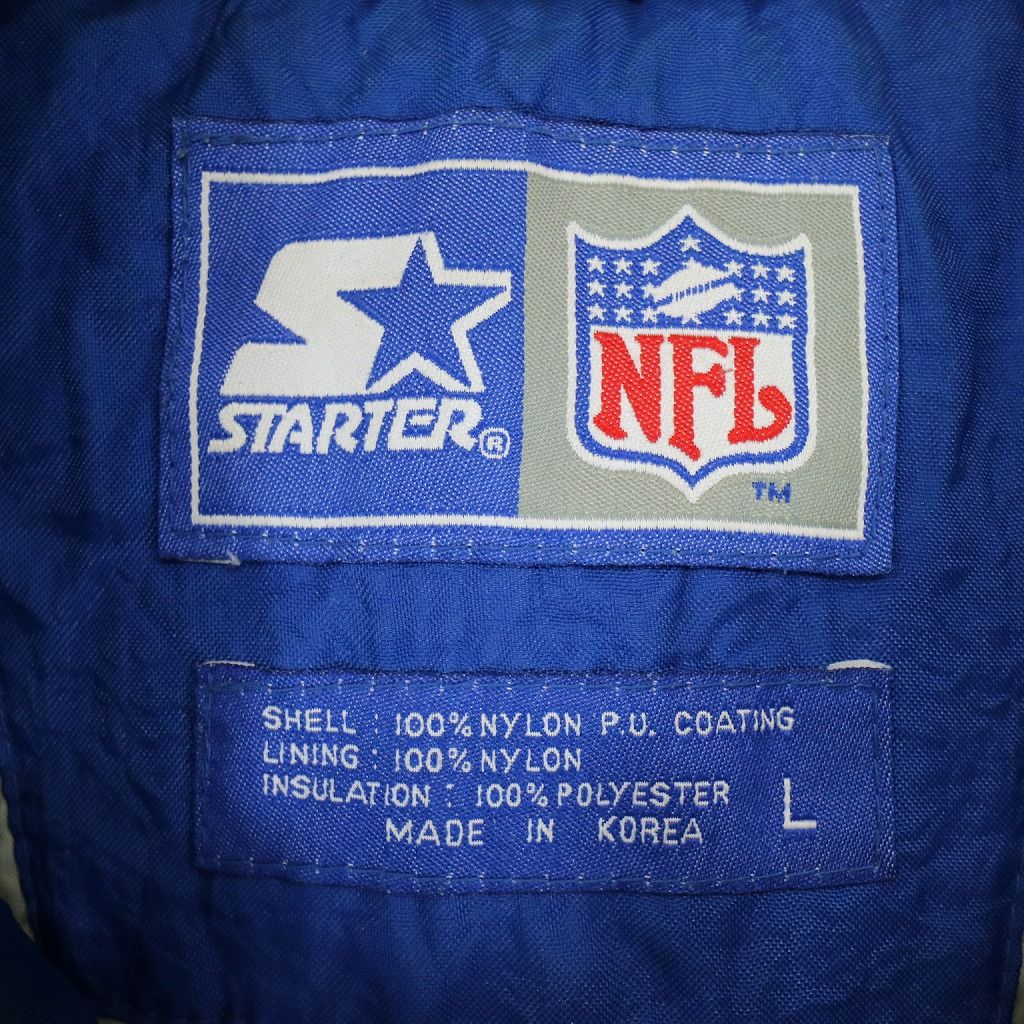 STARTER®
NFL
TM
SHELL : 100% NYLON P.U. COATING
LINING : 100% NYLON
INSULATION : 100% POLYESTER
MADE IN KOREA
L